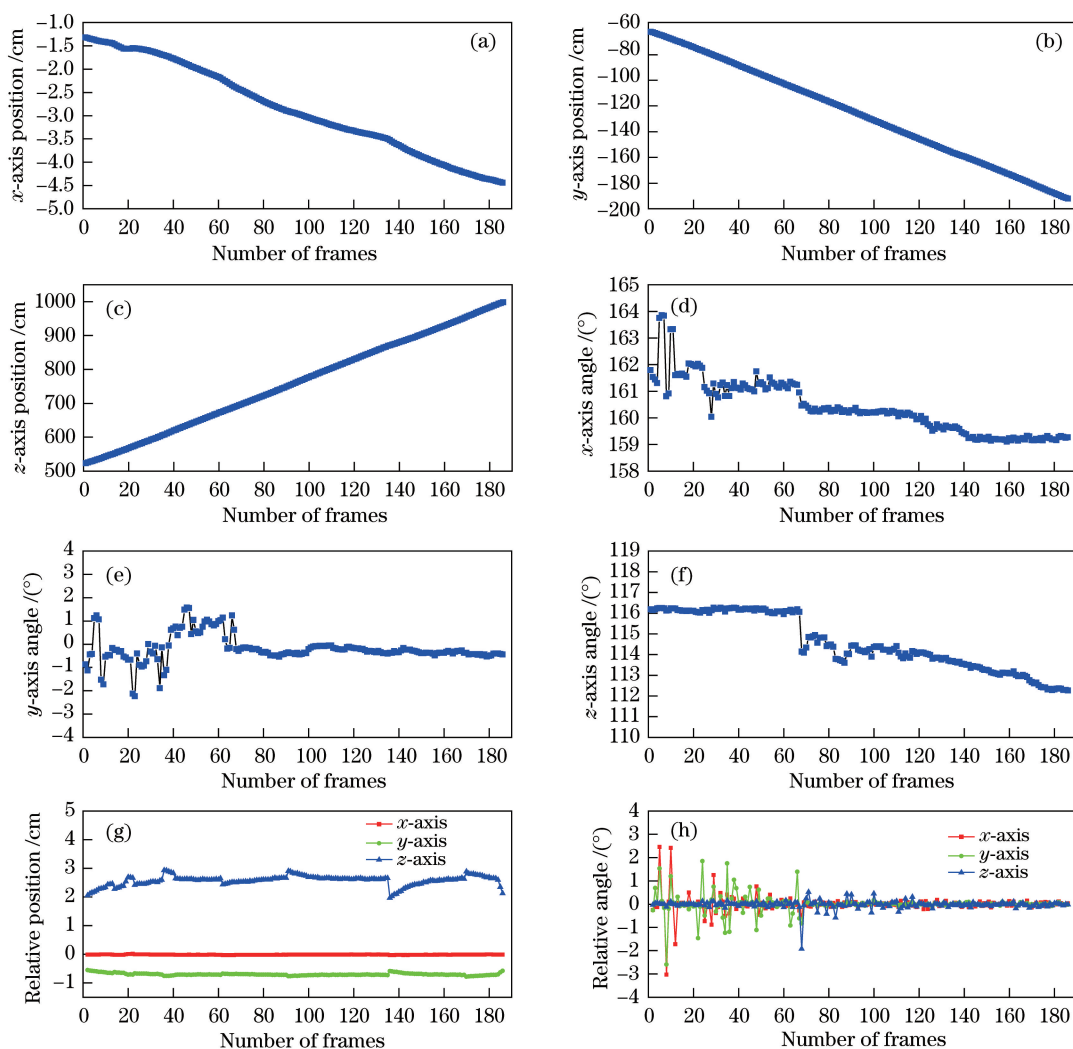 (a)
x-axis position /cm
-1.0
-1.5
-2.0
-2.5
-3.0
-3.5
-4.0
-4.5
-5.0
0 20 40 60 80 100 120 140 160 180
Number of frames
(b)
y-axis position /cm
-60
-80
-100
-120
-140
-160
-180
-200
0 20 40 60 80 100 120 140 160 180
Number of frames
(c)
z-axis position /cm
1000
900
800
700
600
500
0 20 40 60 80 100 120 140 160 180
Number of frames
(d)
x-axis angle /(°)
165
164
163
162
161
160
159
158
0 20 40 60 80 100 120 140 160 180
Number of frames
(e)
y-axis angle /(°)
4
3
2
1
0
-1
-2
-3
-4
0 20 40 60 80 100 120 140 160 180
Number of frames
(f)
z-axis angle /(°)
119
118
117
116
115
114
113
112
111
110
0 20 40 60 80 100 120 140 160 180
Number of frames
(g)
Relative position /cm
5
4
3
2
1
0
-1
x-axis
y-axis
z-axis
0 20 40 60 80 100 120 140 160 180
Number of frames
(h)
Relative angle /(°)
4
3
2
1
0
-1
-2
-3
-4
x-axis
y-axis
z-axis
0 20 40 60 80 100 120 140 160 180
Number of frames